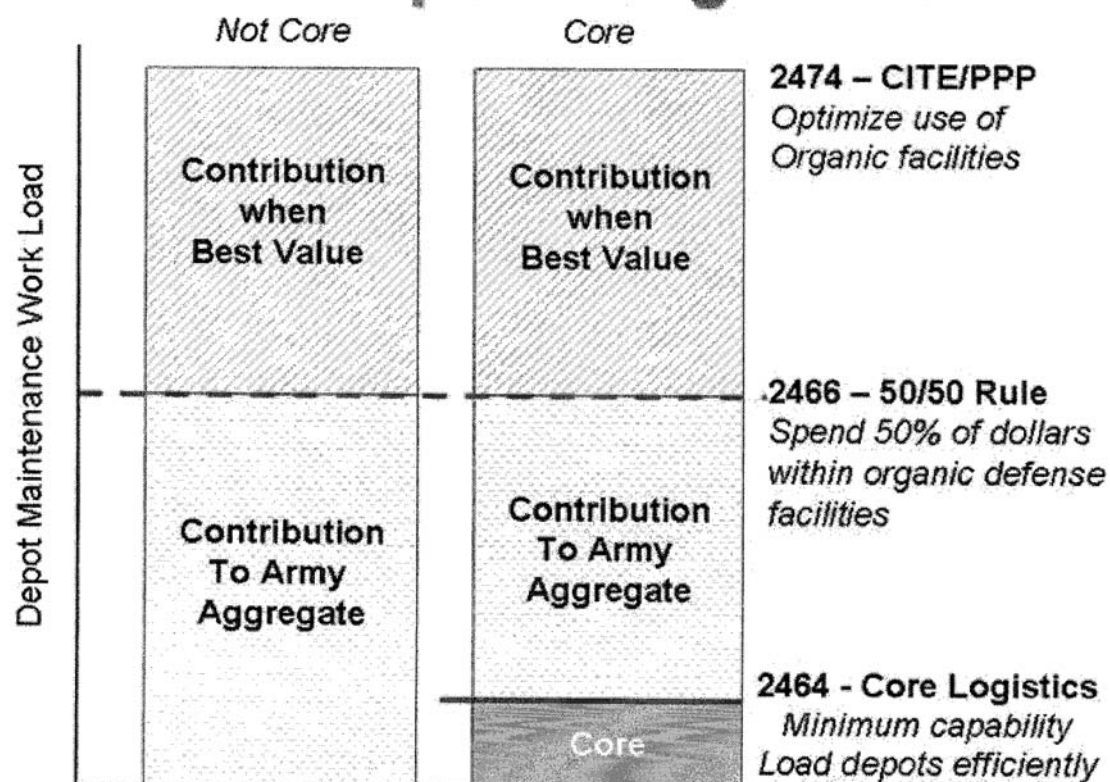 Not Core
Core
Depot Maintenance Work Load
Contribution
when
Best Value
Contribution
when
Best Value
2474 – CITE/PPP
Optimize use of
Organic facilities
2466 – 50/50 Rule
Spend 50% of dollars
within organic defense
facilities
Contribution
To Army
Aggregate
Contribution
To Army
Aggregate
2464 - Core Logistics
Minimum capability
Load depots efficiently
Core